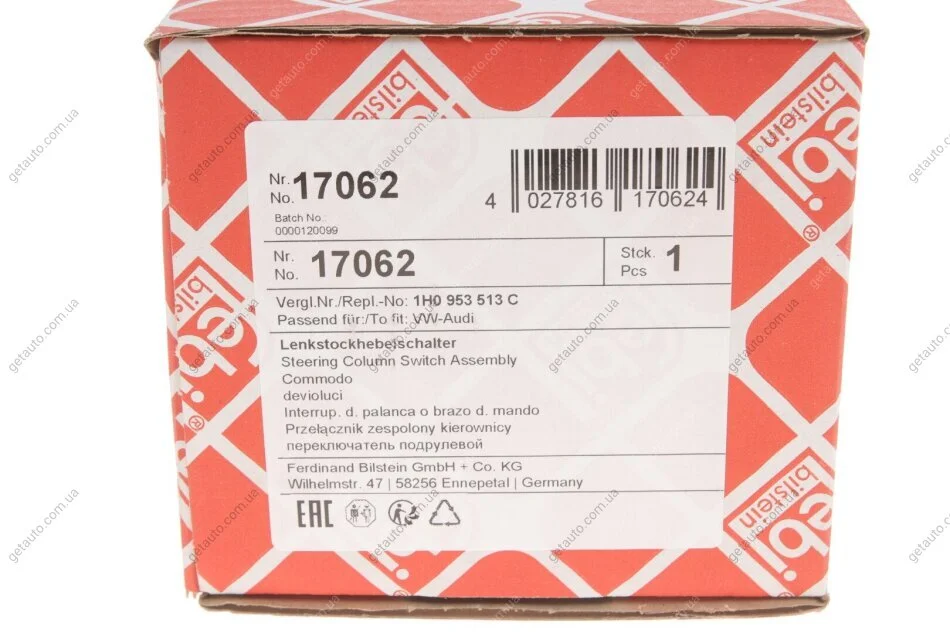 febi
bilstein
Nr.
No. 17062
Batch No.:
0000120099
4 027816 170624
Nr.
No. 17062
Stck.
Pcs 1
Vergl.Nr./Repl.-No: 1H0 953 513 C
Passend für:/To fit: VW-Audi
Lenkstockhebelschalter
Steering Column Switch Assembly
Commodo
devioluci
Interrup. d. palanca o brazo d. mando
Przełącznik zespolony kierownicy
переключатель подрулевой
Ferdinand Bilstein GmbH + Co. KG
Wilhelmstr. 47 | 58256 Ennepetal | Germany
EAC
getauto.com.ua